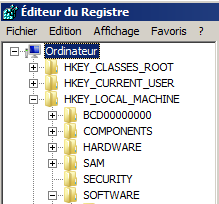 Éditeur du Registre
Fichier Edition Affichage Favoris ?
Ordinateur
HKEY_CLASSES_ROOT
HKEY_CURRENT_USER
HKEY_LOCAL_MACHINE
BCD00000000
COMPONENTS
HARDWARE
SAM
SECURITY
SOFTWARE